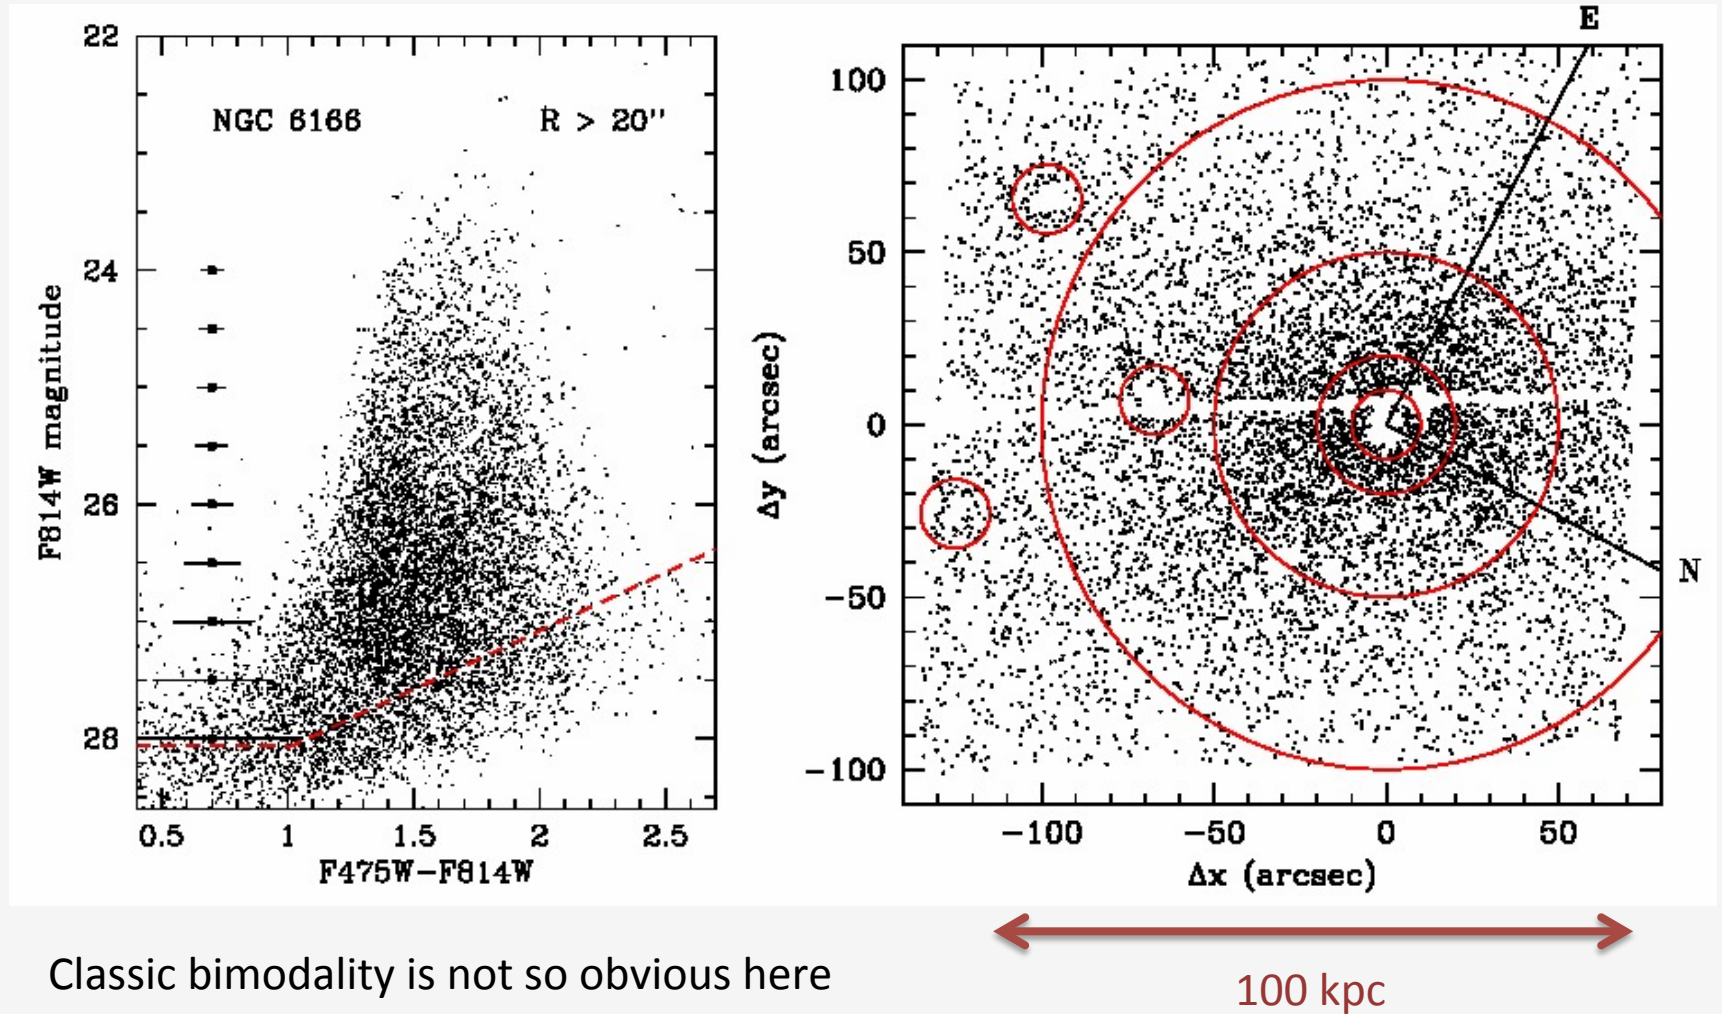 22
24
26
28
F814W magnitude
NGC 6166
R > 20"
0.5 1 1.5 2 2.5
F475W−F814W
E
100
50
0
−50
−100
Δy (arcsec)
N
−100 −50 0 50
Δx (arcsec)
Classic bimodality is not so obvious here
100 kpc